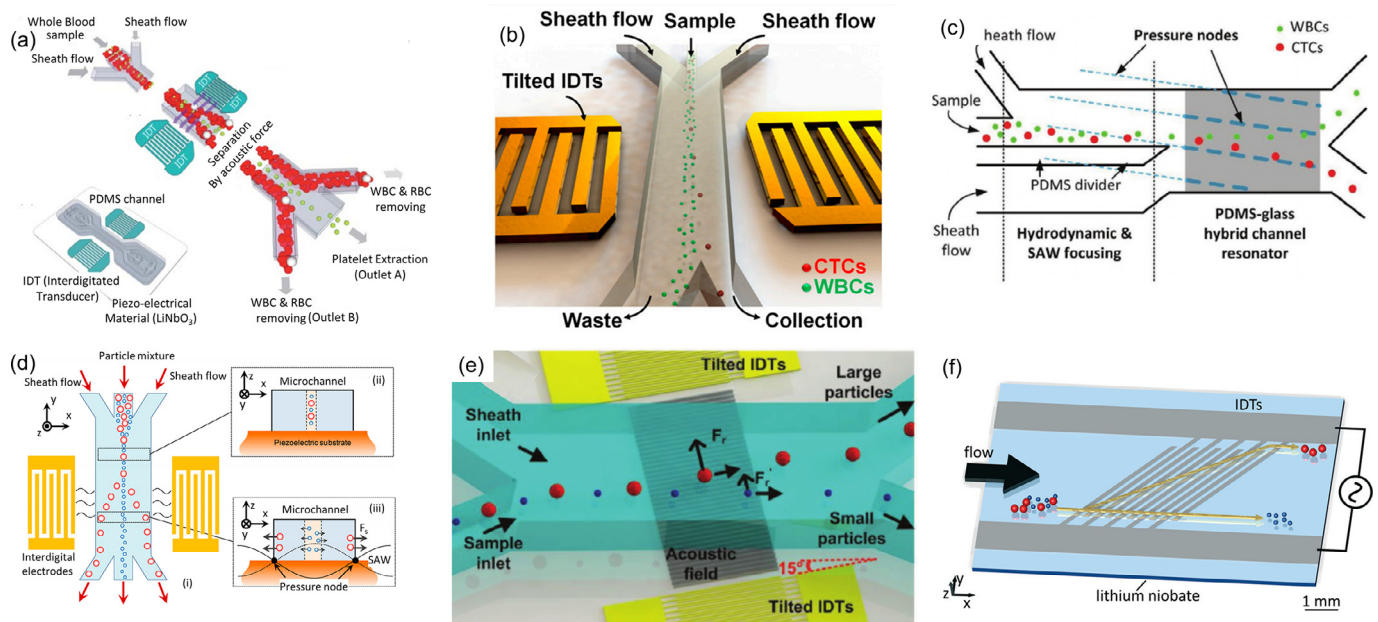 (a)
Whole Blood
sample
Sheath flow
Sheath flow
IDT
IDT
Separation
By acoustic force
WBC & RBC
removing
PDMS channel
Platelet Extraction
(Outlet A)
IDT (Interdigitated
Transducer)
Piezo-electrical
Material (LiNbO3)
WBC & RBC
removing (Outlet B)
(b)
Sheath flow
Sample
Sheath flow
Tilted IDTs
CTCs
WBCs
Waste
Collection
(c)
heath flow
Pressure nodes
WBCs
CTCs
Sample
PDMS divider
Sheath
flow
Hydrodynamic &
SAW focusing
PDMS-glass
hybrid channel
resonator
(d)
Particle mixture
Sheath flow
Sheath flow
y
x
z
Interdigital
electrodes
(i)
Microchannel
(ii)
z
x
y
Piezoelectric substrate
Microchannel
(iii)
z
x
y
Fs
SAW
Pressure node
(e)
Tilted IDTs
Large
particles
Sheath
inlet
Fr
Fr'
Sample
inlet
Small
particles
Acoustic
field
15°
Tilted IDTs
(f)
IDTs
flow
z
y
x
lithium niobate
1 mm